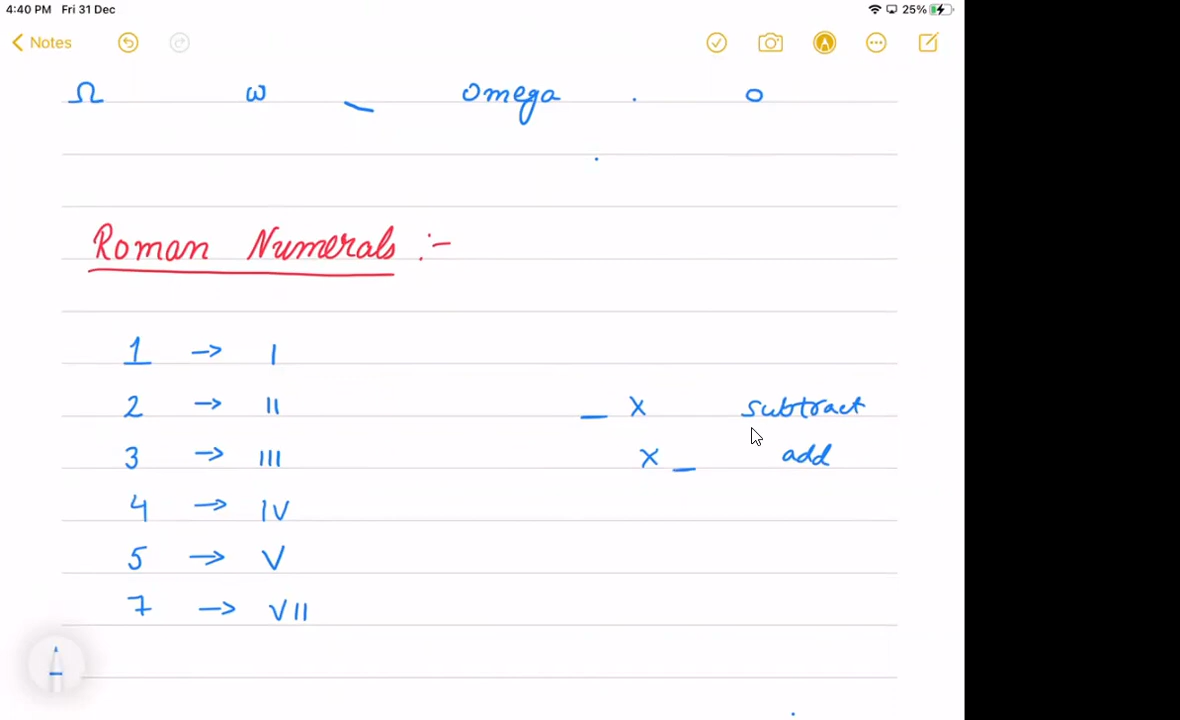 4:40 PM Fri 31 Dec 25%
Notes
Ω ω omega o
Roman Numerals :-
1 → I
2 → II _ X subtract
3 → III X _ add
4 → IV
5 → V
7 → VII